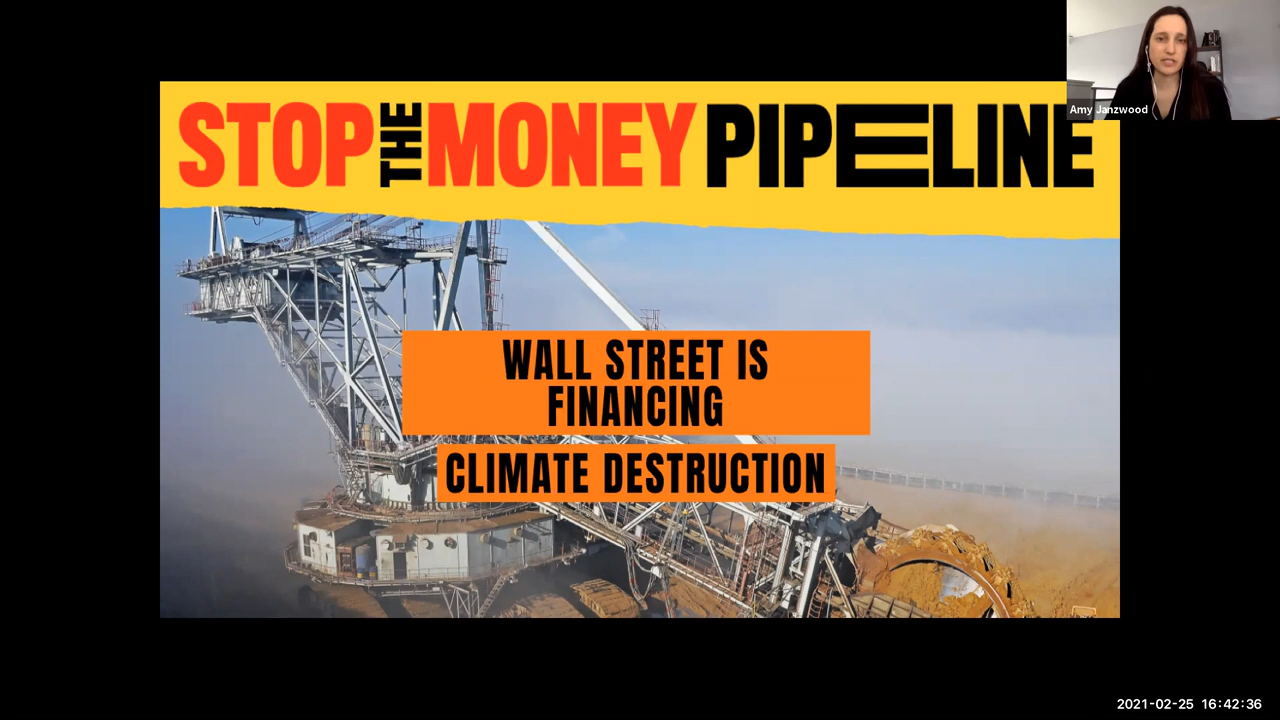 STOP THE MONEY PIPELINE
Amy Janzwood
WALL STREET IS
FINANCING
CLIMATE DESTRUCTION
2021-02-25 16:42:36